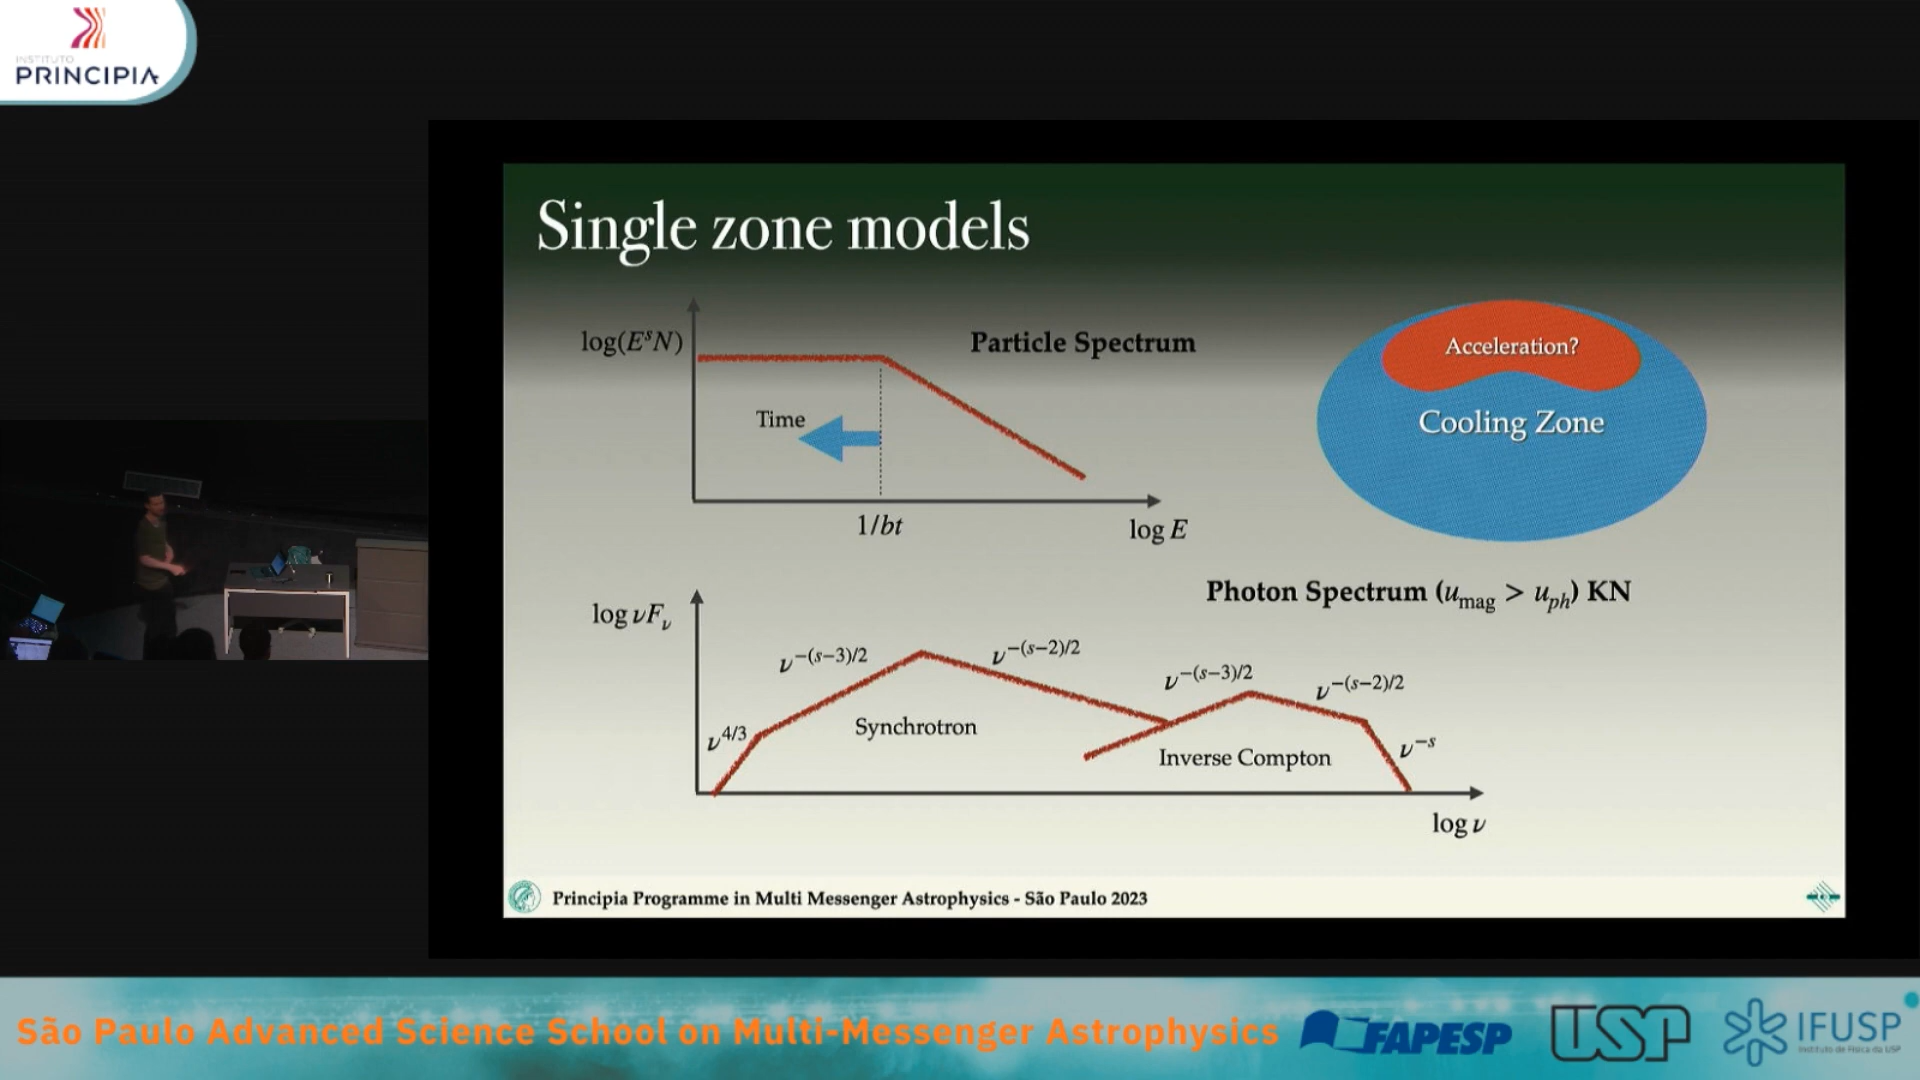 INSTITUTO
PRINCIPIA
Single zone models
log(EˢN)
Particle Spectrum
Time
1/bt
log E
Acceleration?
Cooling Zone
Photon Spectrum (u_mag > u_ph) KN
log νF_ν
ν^4/3
ν^−(s−3)/2
ν^−(s−2)/2
ν^−(s−3)/2
ν^−(s−2)/2
ν^−s
Synchrotron
Inverse Compton
log ν
Principia Programme in Multi Messenger Astrophysics - São Paulo 2023
São Paulo Advanced Science School on Multi-Messenger Astrophysics
FAPESP
USP
IFUSP
Instituto de Física da USP